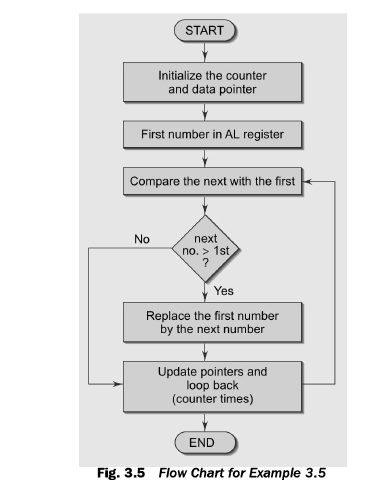 START
Initialize the counter
and data pointer
First number in AL register
Compare the next with the first
No
next
no. > 1st
?
Yes
Replace the first number
by the next number
Update pointers and
loop back
(counter times)
END
Fig. 3.5 Flow Chart for Example 3.5